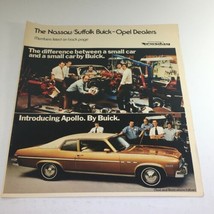 The Nassau Suffolk Buick-Opel Dealers
The difference between a small car
and a small car by Buick.
Introducing Apollo. By Buick.